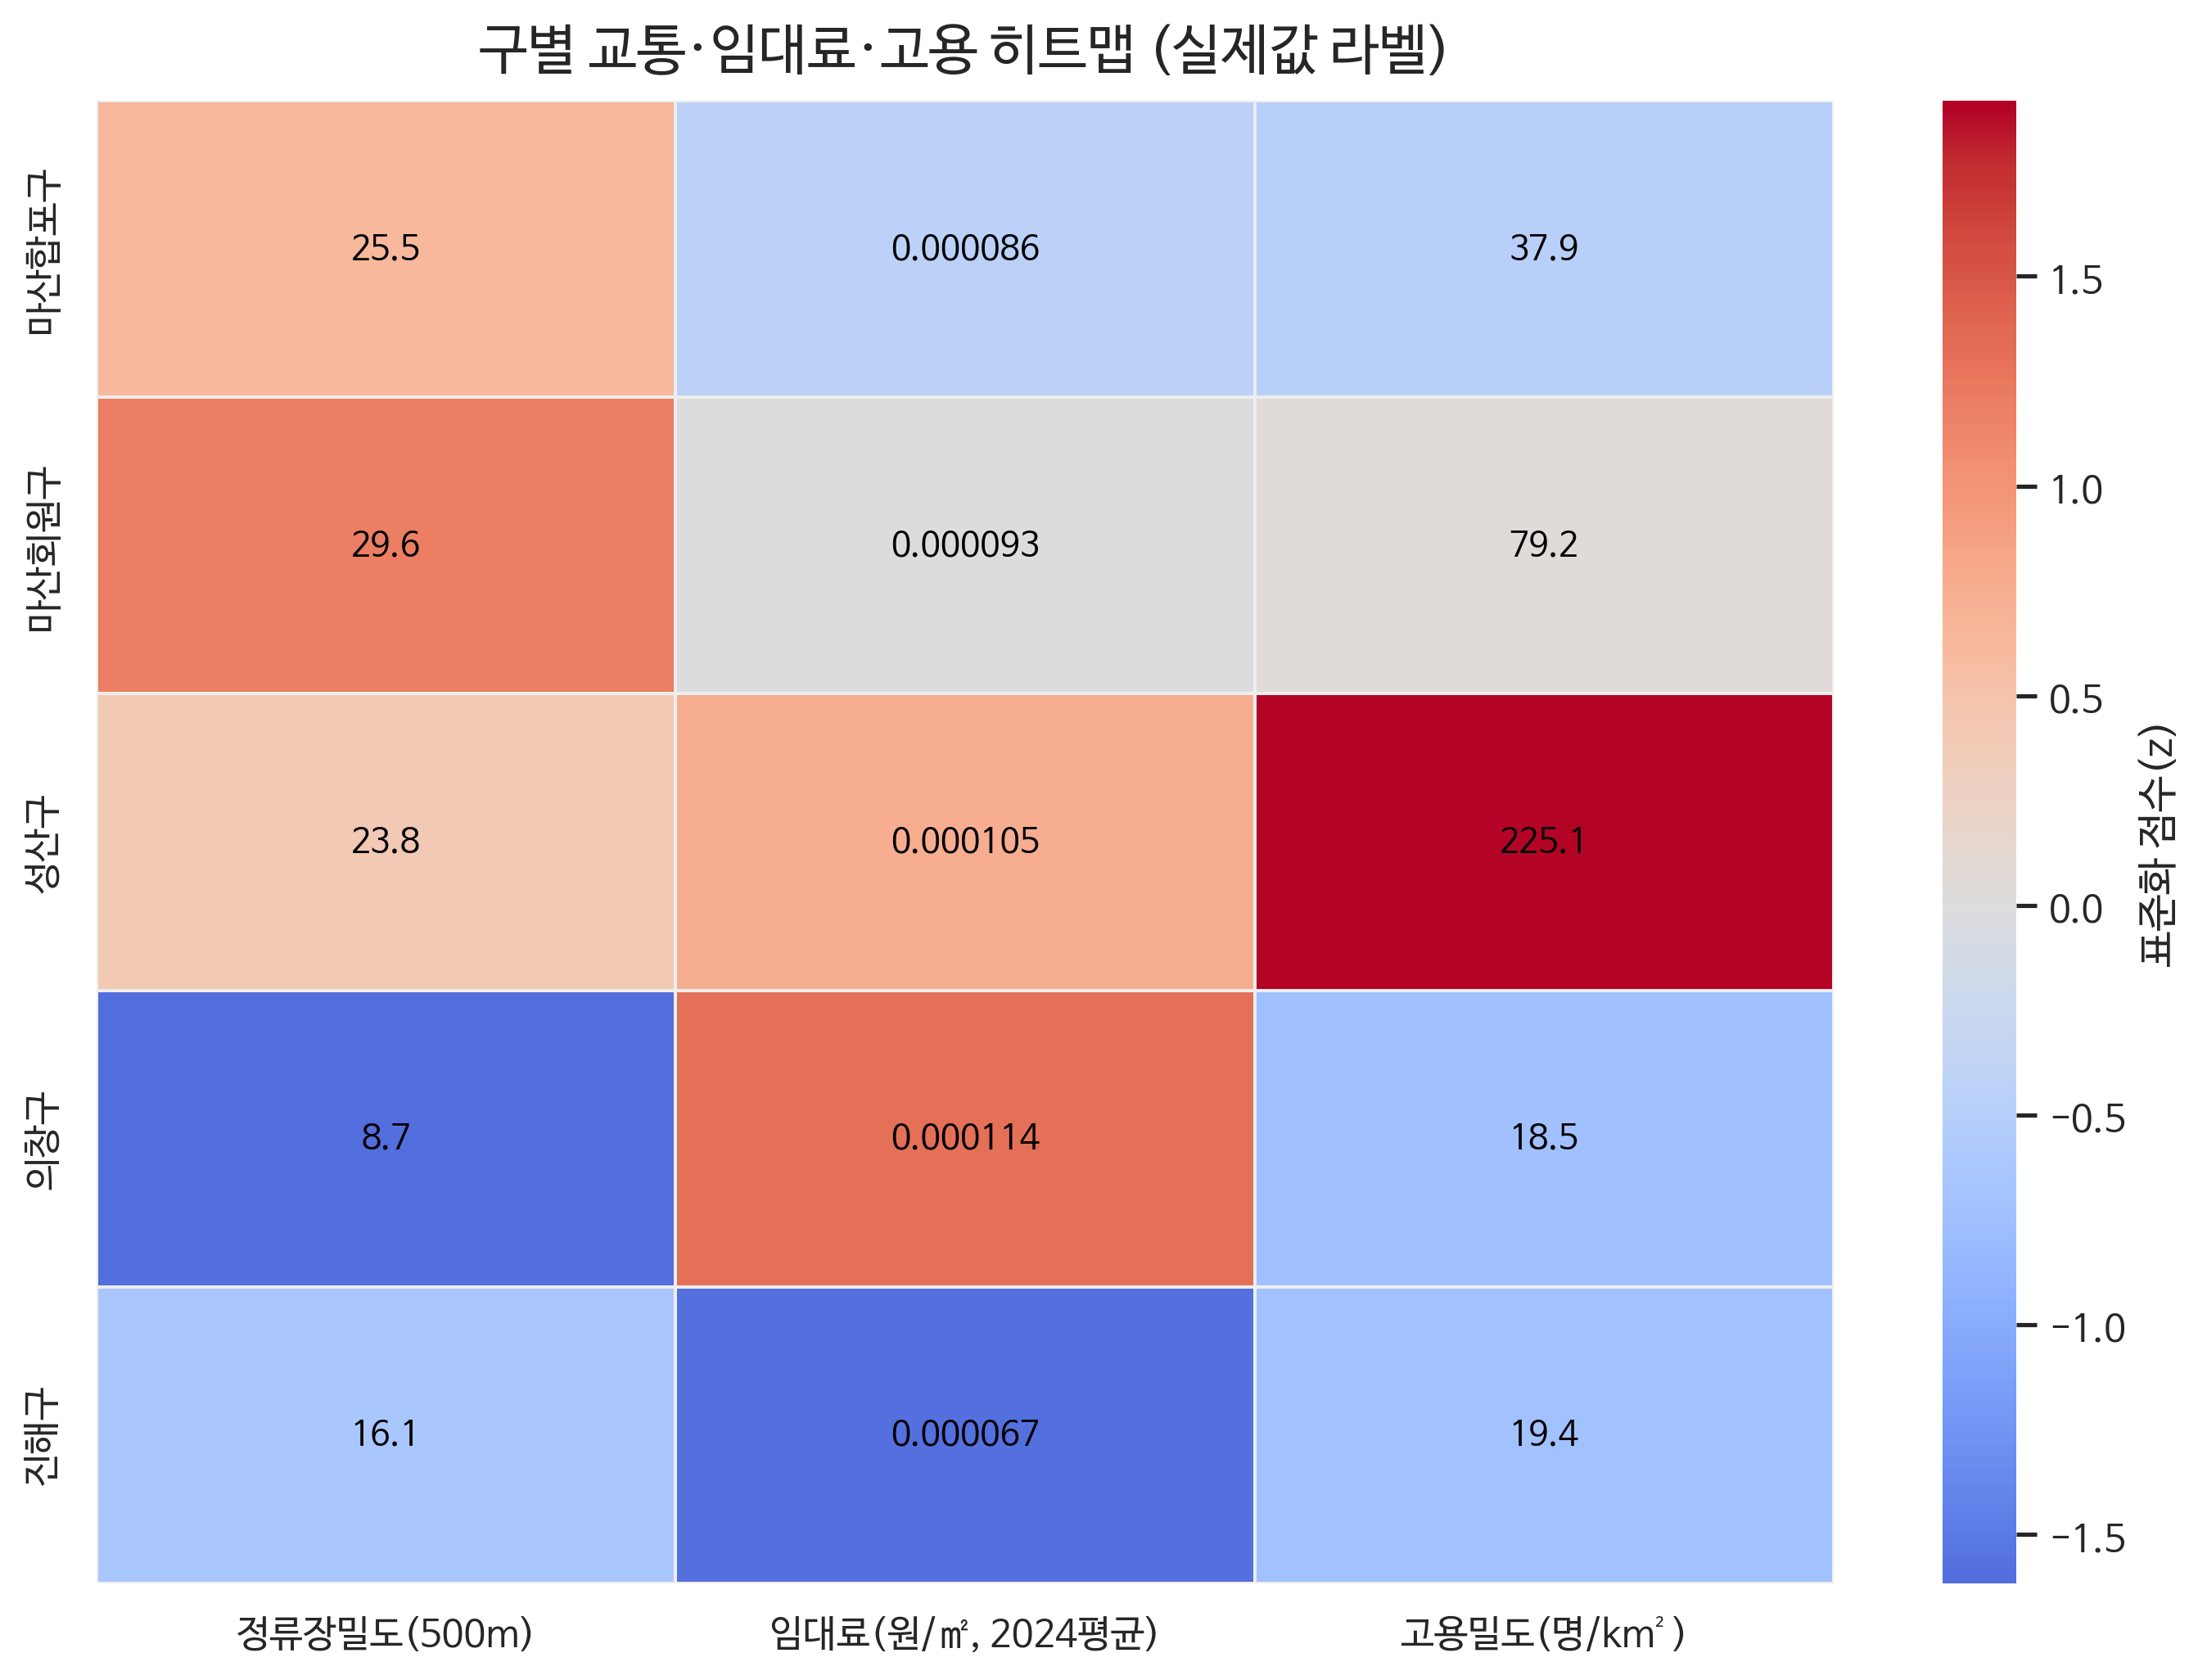 구별 교통·임대료·고용 히트맵 (실제값 라벨)
마산합포구
25.5
0.000086
37.9
마산회원구
29.6
0.000093
79.2
성산구
23.8
0.000105
225.1
의창구
8.7
0.000114
18.5
진해구
16.1
0.000067
19.4
정류장밀도(500m)
임대료(원/㎡, 2024평균)
고용밀도(명/km²)
1.5
1.0
0.5
0.0
−0.5
−1.0
−1.5
표준화 점수(z)